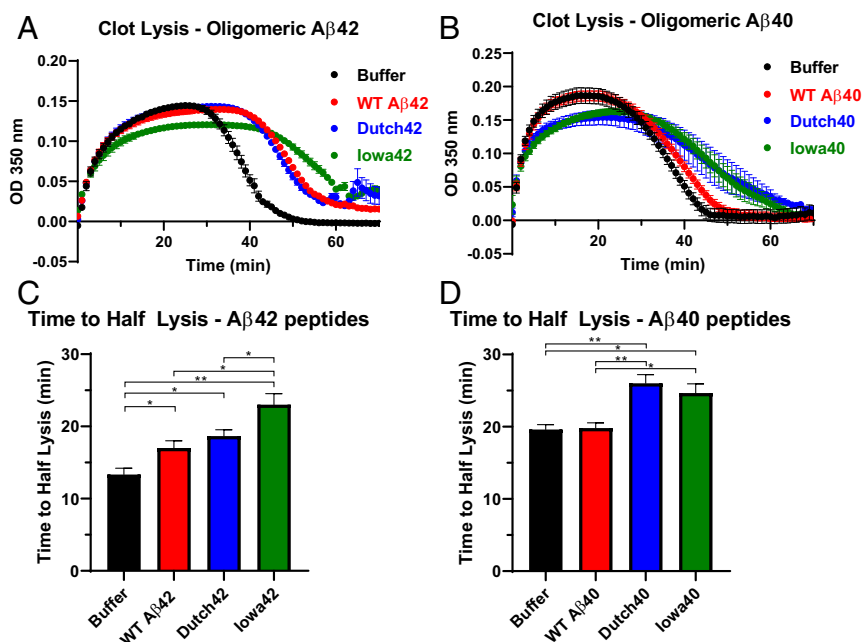 A
Clot Lysis - Oligomeric Aβ42
OD 350 nm
0.20
0.15
0.10
0.05
0.00
-0.05
20
40
60
Time (min)
Buffer
WT Aβ42
Dutch42
Iowa42
B
Clot Lysis - Oligomeric Aβ40
OD 350 nm
0.25
0.20
0.15
0.10
0.05
0.00
-0.05
20
40
60
Time (min)
Buffer
WT Aβ40
Dutch40
Iowa40
C
Time to Half Lysis - Aβ42 peptides
Time to Half Lysis (min)
30
20
10
0
*
*
**
*
*
Buffer
WT Aβ42
Dutch42
Iowa42
D
Time to Half Lysis - Aβ40 peptides
Time to Half Lysis (min)
30
20
10
0
**
*
**
*
Buffer
WT Aβ40
Dutch40
Iowa40